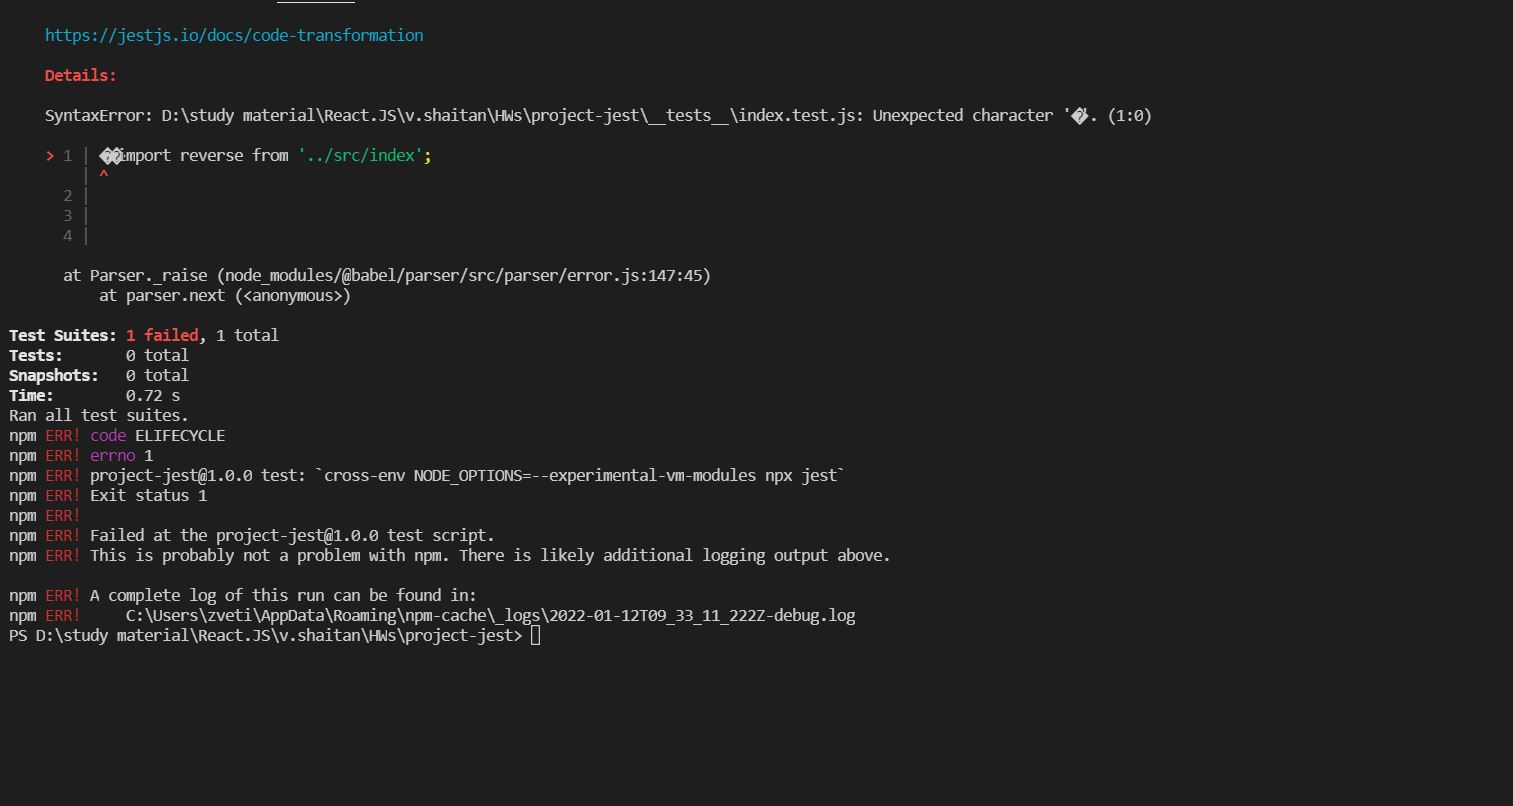 https://jestjs.io/docs/code-transformation
Details:
SyntaxError: D:\study material\React.JS\v.shaitan\HWs\project-jest\__tests__\index.test.js: Unexpected character '�'. (1:0)
> 1 | ��import reverse from '../src/index';
| ^
2 |
3 |
4 |
at Parser._raise (node_modules/@babel/parser/src/parser/error.js:147:45)
at parser.next (<anonymous>)
Test Suites: 1 failed, 1 total
Tests: 0 total
Snapshots: 0 total
Time: 0.72 s
Ran all test suites.
npm ERR! code ELIFECYCLE
npm ERR! errno 1
npm ERR! project-jest@1.0.0 test: `cross-env NODE_OPTIONS=--experimental-vm-modules npx jest`
npm ERR! Exit status 1
npm ERR!
npm ERR! Failed at the project-jest@1.0.0 test script.
npm ERR! This is probably not a problem with npm. There is likely additional logging output above.
npm ERR! A complete log of this run can be found in:
npm ERR! C:\Users\zveti\AppData\Roaming\npm-cache\_logs\2022-01-12T09_33_11_222Z-debug.log
PS D:\study material\React.JS\v.shaitan\HWs\project-jest>